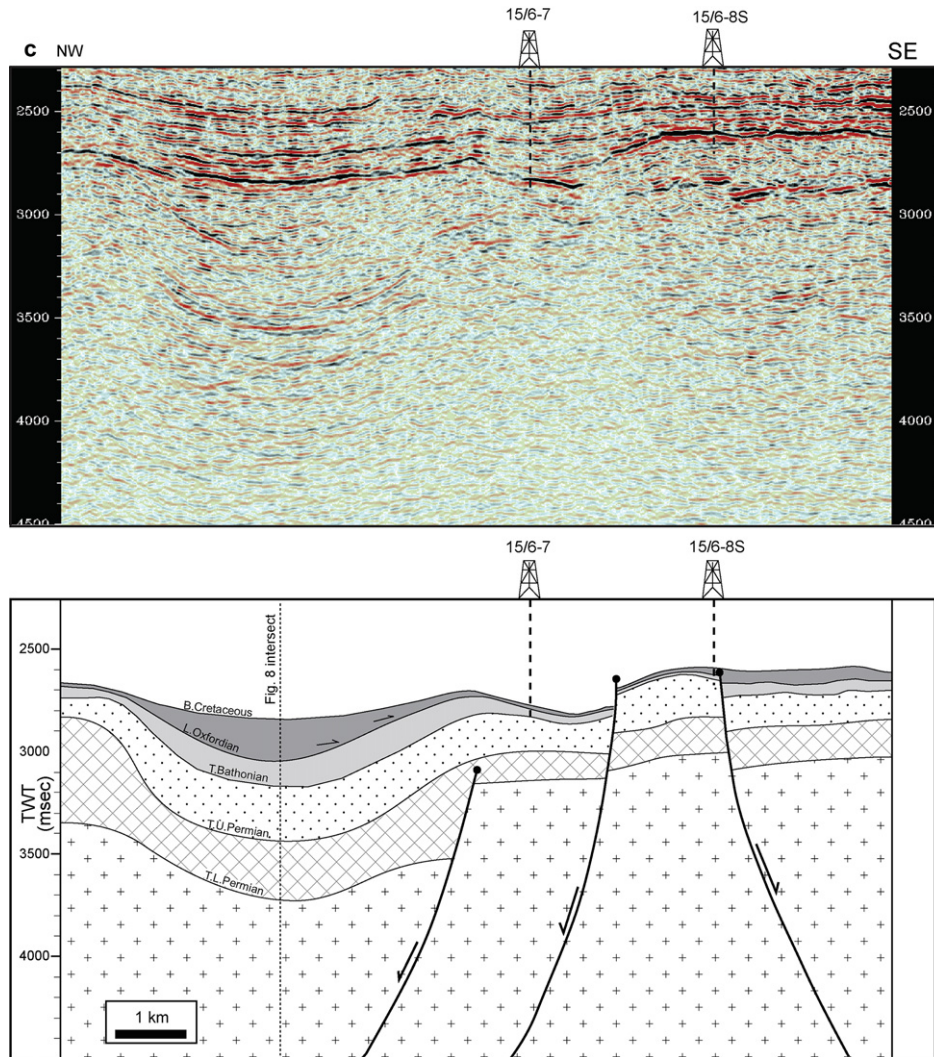 15/6-7
15/6-8S
c NW
SE
2500
2500
3000
3000
3500
3500
4000
4000
4500
4500
15/6-7
15/6-8S
2500
Fig. 8 intersect
B.Cretaceous
L.Oxfordian
3000
TWT
(msec)
T.Bathonian
T.U.Permian
3500
T.L.Permian
4000
1 km